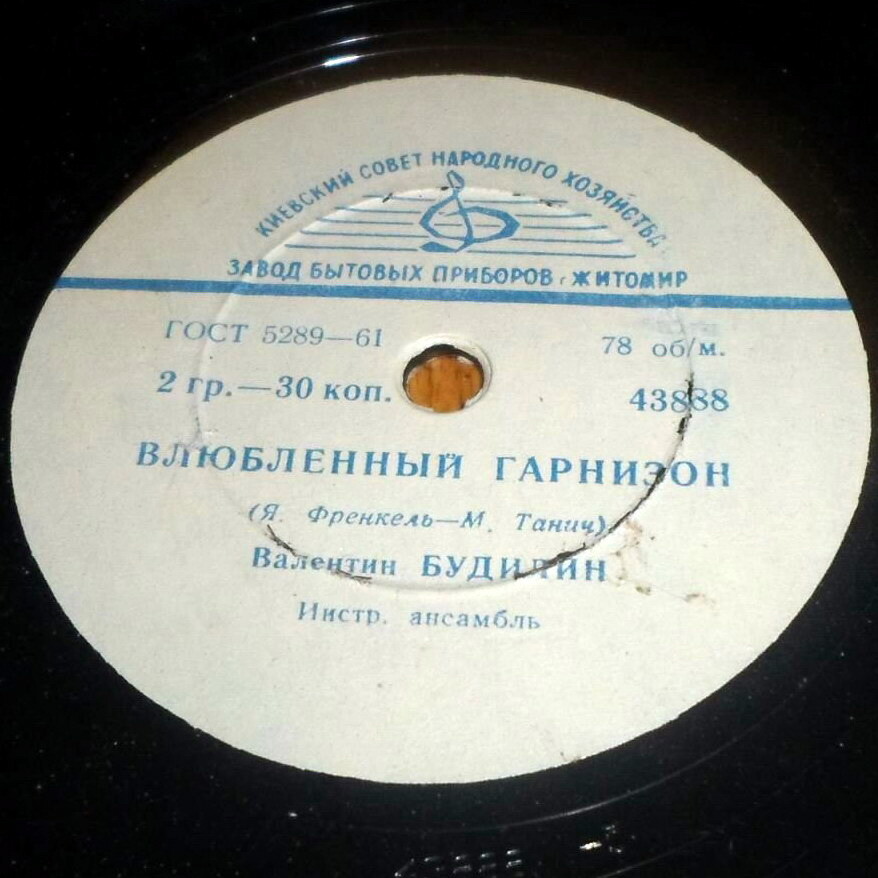 КИЕВСКИЙ СОВЕТ НАРОДНОГО ХОЗЯЙСТВА
ЗАВОД БЫТОВЫХ ПРИБОРОВ г ЖИТОМИР
ГОСТ 5289—61 78 об/м.
2 гр.—30 коп. 43888
ВЛЮБЛЕННЫЙ ГАРНИЗОН
(Я. Френкель—М. Танич)
Валентин БУДИЛИН
Инстр. ансамбль